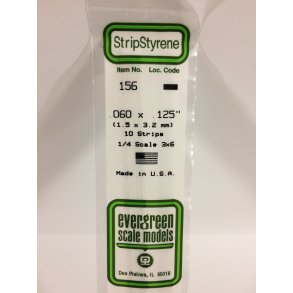 StripStyrene
Item No. Loc. Code
156
.060 x .125"
(1.5 x 3.2 mm)
10 Strips
1/4 Scale 3x6
Made in U.S.A.
evergreen
scale models
Des Plaines, IL 60018